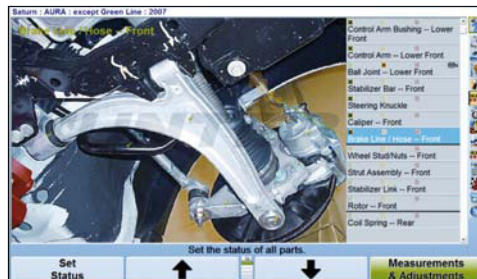 Saturn : AURA : except Green Line : 2007
Brake Line / Hose -- Front
Control Arm Bushing -- Lower
Front
Control Arm -- Lower Front
Ball Joint -- Lower Front
Stabilizer Bar -- Front
Steering Knuckle
Caliper -- Front
Brake Line / Hose -- Front
Wheel Stud/Nuts -- Front
Strut Assembly -- Front
Stabilizer Link -- Front
Rotor -- Front
Coil Spring -- Rear
Set the status of all parts.
Set
Status
Measurements
& Adjustments